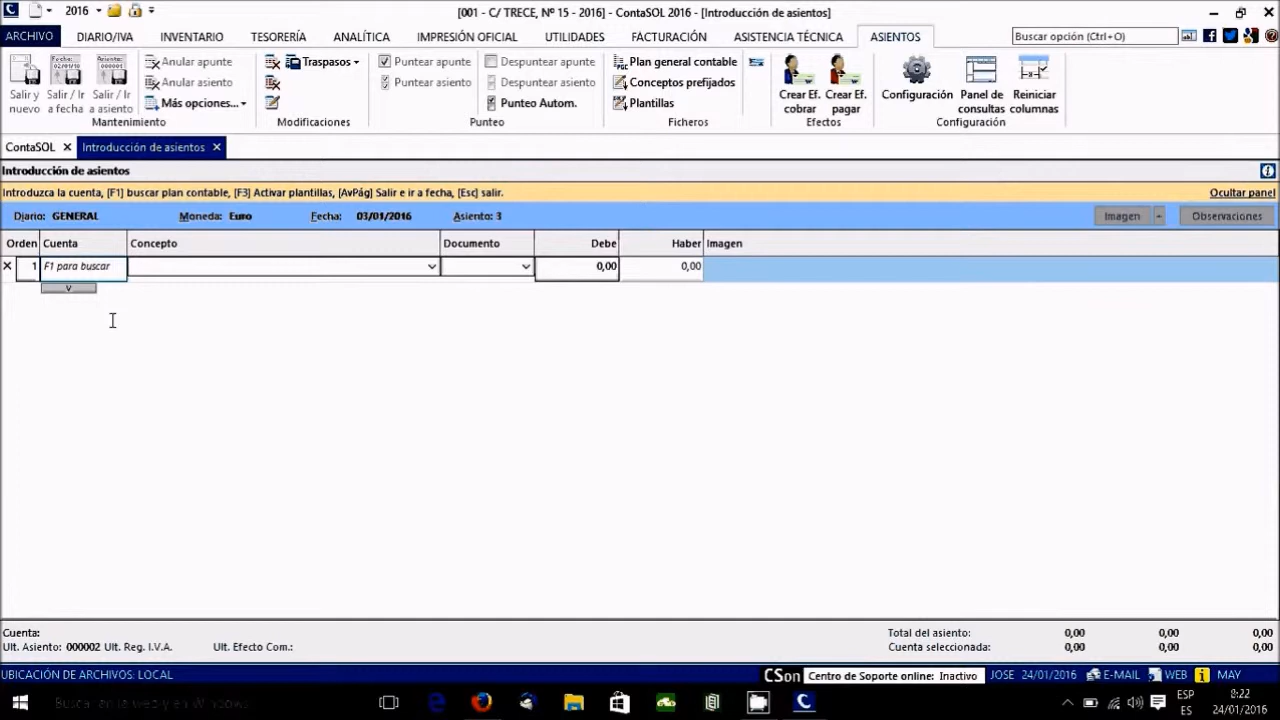 2016
[001 - C/ TRECE, Nº 15 - 2016] - ContaSOL 2016 - [Introducción de asientos]
ARCHIVO DIARIO/IVA INVENTARIO TESORERÍA ANALÍTICA IMPRESIÓN OFICIAL UTILIDADES FACTURACIÓN ASISTENCIA TÉCNICA ASIENTOS Buscar opción (Ctrl+O)
Salir y nuevo
Salir / Ir a fecha
Salir / Ir a asiento
Anular apunte
Anular asiento
Más opciones...
Mantenimiento
Traspasos
Modificaciones
Puntear apunte
Puntear asiento
Despuntear apunte
Despuntear asiento
Punteo Autom.
Punteo
Plan general contable
Conceptos prefijados
Plantillas
Ficheros
Crear Ef. cobrar
Crear Ef. pagar
Efectos
Configuración
Panel de consultas
Reiniciar columnas
Configuración
ContaSOL Introducción de asientos
Introducción de asientos
Introduzca la cuenta, [F1] buscar plan contable, [F3] Activar plantillas, [AvPág] Salir e ir a fecha, [Esc] salir. Ocultar panel
Diario: GENERAL Moneda: Euro Fecha: 03/01/2016 Asiento: 3 Imagen Observaciones
Orden Cuenta Concepto Documento Debe Haber Imagen
1 F1 para buscar 0,00 0,00
Cuenta: Total del asiento: 0,00 0,00 0,00
Ult. Asiento: 000002 Ult. Reg. I.V.A. Ult. Efecto Com.: Cuenta seleccionada: 0,00 0,00 0,00
UBICACIÓN DE ARCHIVOS: LOCAL CSon Centro de Soporte online: Inactivo JOSE 24/01/2016 E-MAIL WEB MAY
Buscar en la web y en Windows
ESP 8:22
ES 24/01/2016